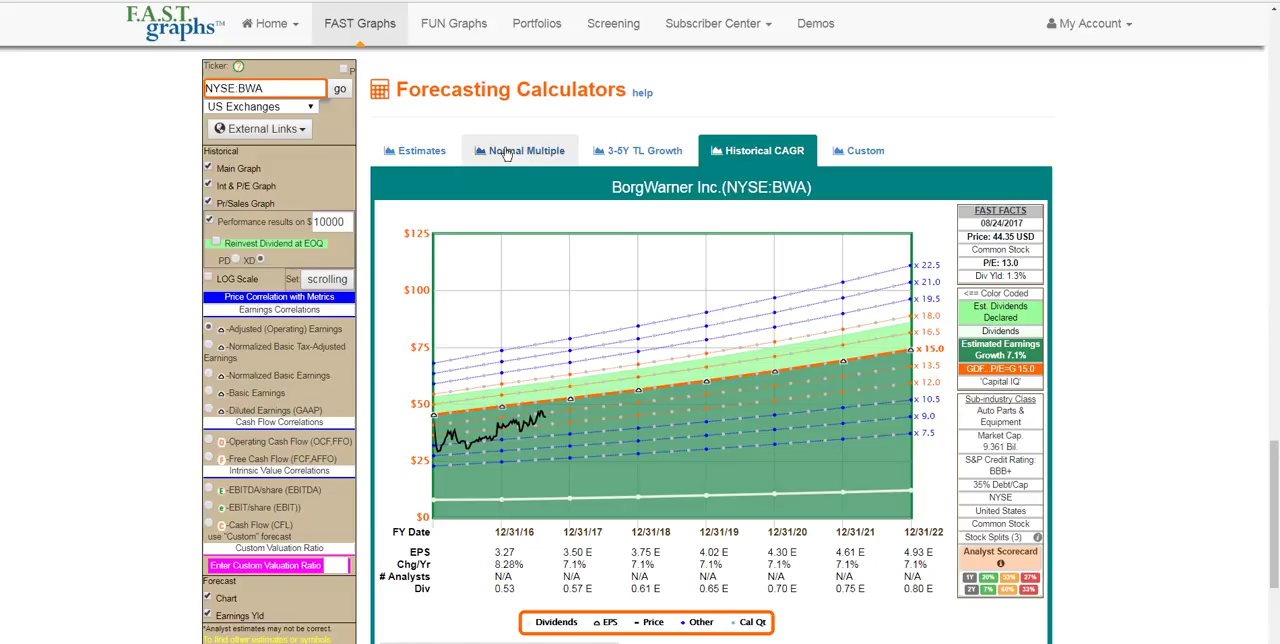 F.A.S.T. graphs™
Home
FAST Graphs
FUN Graphs
Portfolios
Screening
Subscriber Center
Demos
My Account
Ticker: ?
P
NYSE:BWA
go
US Exchanges
External Links
Historical
Main Graph
Int & P/E Graph
Pr/Sales Graph
Performance results on $ 10000
Reinvest Dividend at EOQ
PD XD
LOG Scale Set scrolling
Price Correlation with Metrics
Earnings Correlations
-Adjusted (Operating) Earnings
-Normalized Basic Tax-Adjusted
Earnings
-Normalized Basic Earnings
-Basic Earnings
-Diluted Earnings (GAAP)
Cash Flow Correlations
O -Operating Cash Flow (OCF,FFO)
F -Free Cash Flow (FCF,AFFO)
Intrinsic Value Correlations
E -EBITDA/share (EBITDA)
e -EBIT/share (EBIT))
C -Cash Flow (CFL)
use "Custom" forecast
Custom Valuation Ratio
Enter Custom Valuation Ratio
Forecast
Chart
Earnings Yld
*Analyst estimates may not be correct.
To find other estimates or symbols
Forecasting Calculators help
Estimates
Normal Multiple
3-5Y TL Growth
Historical CAGR
Custom
BorgWarner Inc.(NYSE:BWA)
$125
$100
$75
$50
$25
$0
x 22.5
x 21.0
x 19.5
x 18.0
x 16.5
x 15.0
x 13.5
x 12.0
x 10.5
x 9.0
x 7.5
FY Date 12/31/16 12/31/17 12/31/18 12/31/19 12/31/20 12/31/21 12/31/22
EPS 3.27 3.50 E 3.75 E 4.02 E 4.30 E 4.61 E 4.93 E
Chg/Yr 8.28% 7.1% 7.1% 7.1% 7.1% 7.1% 7.1%
# Analysts N/A N/A N/A N/A N/A N/A N/A
Div 0.53 0.57 E 0.61 E 0.65 E 0.70 E 0.75 E 0.80 E
Dividends EPS Price Other Cal Qt
FAST FACTS
08/24/2017
Price: 44.35 USD
Common Stock
P/E: 13.0
Div Yld: 1.3%
<== Color Coded
Est. Dividends
Declared
Dividends
Estimated Earnings
Growth 7.1%
GDF...P/E=G 15.0
'Capital IQ'
Sub-industry Class
Auto Parts &
Equipment
Market Cap
9.361 Bil.
S&P Credit Rating:
BBB+
35% Debt/Cap
NYSE
United States
Common Stock
Stock Splits (3)
Analyst Scorecard
1Y 20% 27%
2Y 7% 33%